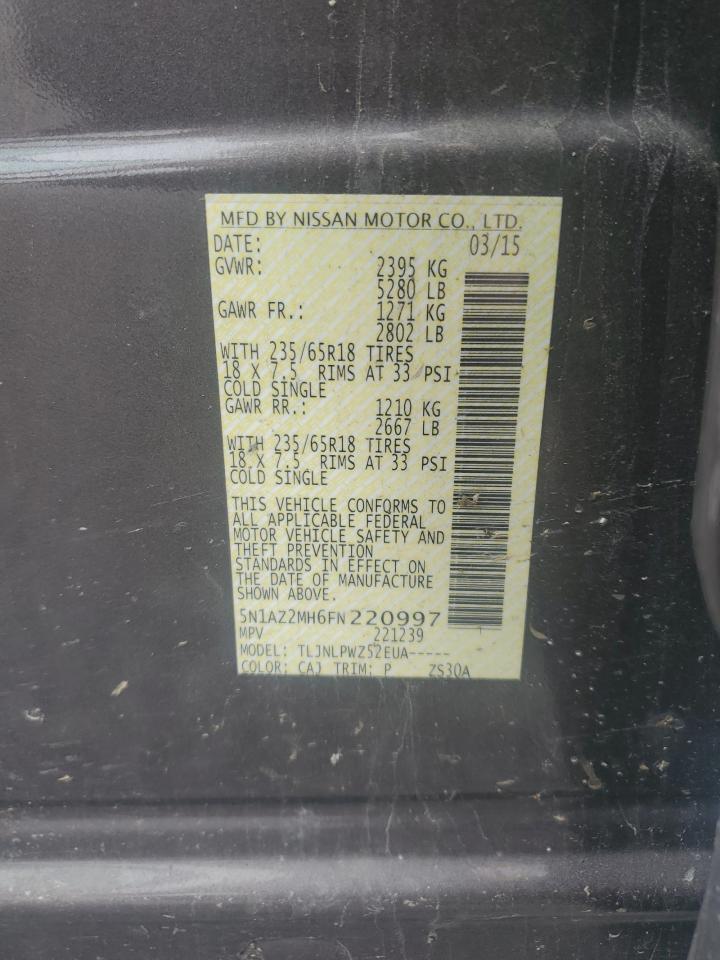 MFD BY NISSAN MOTOR CO., LTD.
DATE: 03/15
GVWR: 2395 KG
5280 LB
GAWR FR.: 1271 KG
2802 LB
WITH 235/65R18 TIRES
18 X 7.5 RIMS AT 33 PSI
COLD SINGLE
GAWR RR.: 1210 KG
2667 LB
WITH 235/65R18 TIRES
18 X 7.5 RIMS AT 33 PSI
COLD SINGLE
THIS VEHICLE CONFORMS TO
ALL APPLICABLE FEDERAL
MOTOR VEHICLE SAFETY AND
THEFT PREVENTION
STANDARDS IN EFFECT ON
THE DATE OF MANUFACTURE
SHOWN ABOVE.
5N1AZ2MH6FN220997
MPV 221239
MODEL: TLJNLPWZ52EUA-----
COLOR: CAJ TRIM: P ZS30A